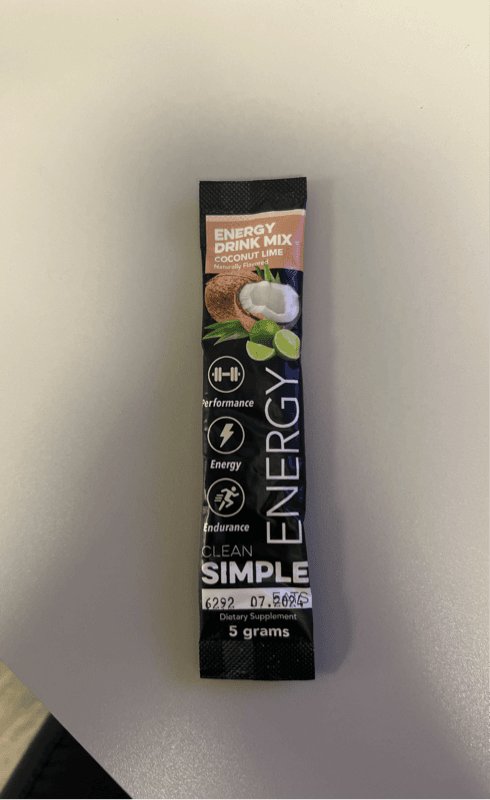 ENERGY
DRINK MIX
COCONUT LIME
Naturally Flavored
Performance
Energy
Endurance
ENERGY
CLEAN
SIMPLE
EATS
6292 07.2024
Dietary Supplement
5 grams